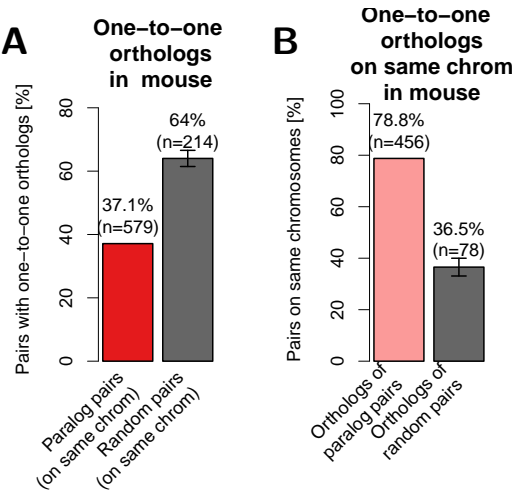 A
One−to−one
orthologs
in mouse
Pairs with one−to−one orthologs [%]
80
60
40
20
0
64%
(n=214)
37.1%
(n=579)
Paralog pairs
(on same chrom)
Random pairs
(on same chrom)
B
One−to−one
orthologs
on same chrom
in mouse
Pairs on same chromosomes [%]
100
80
60
40
20
0
78.8%
(n=456)
36.5%
(n=78)
Orthologs of
paralog pairs
Orthologs of
random pairs